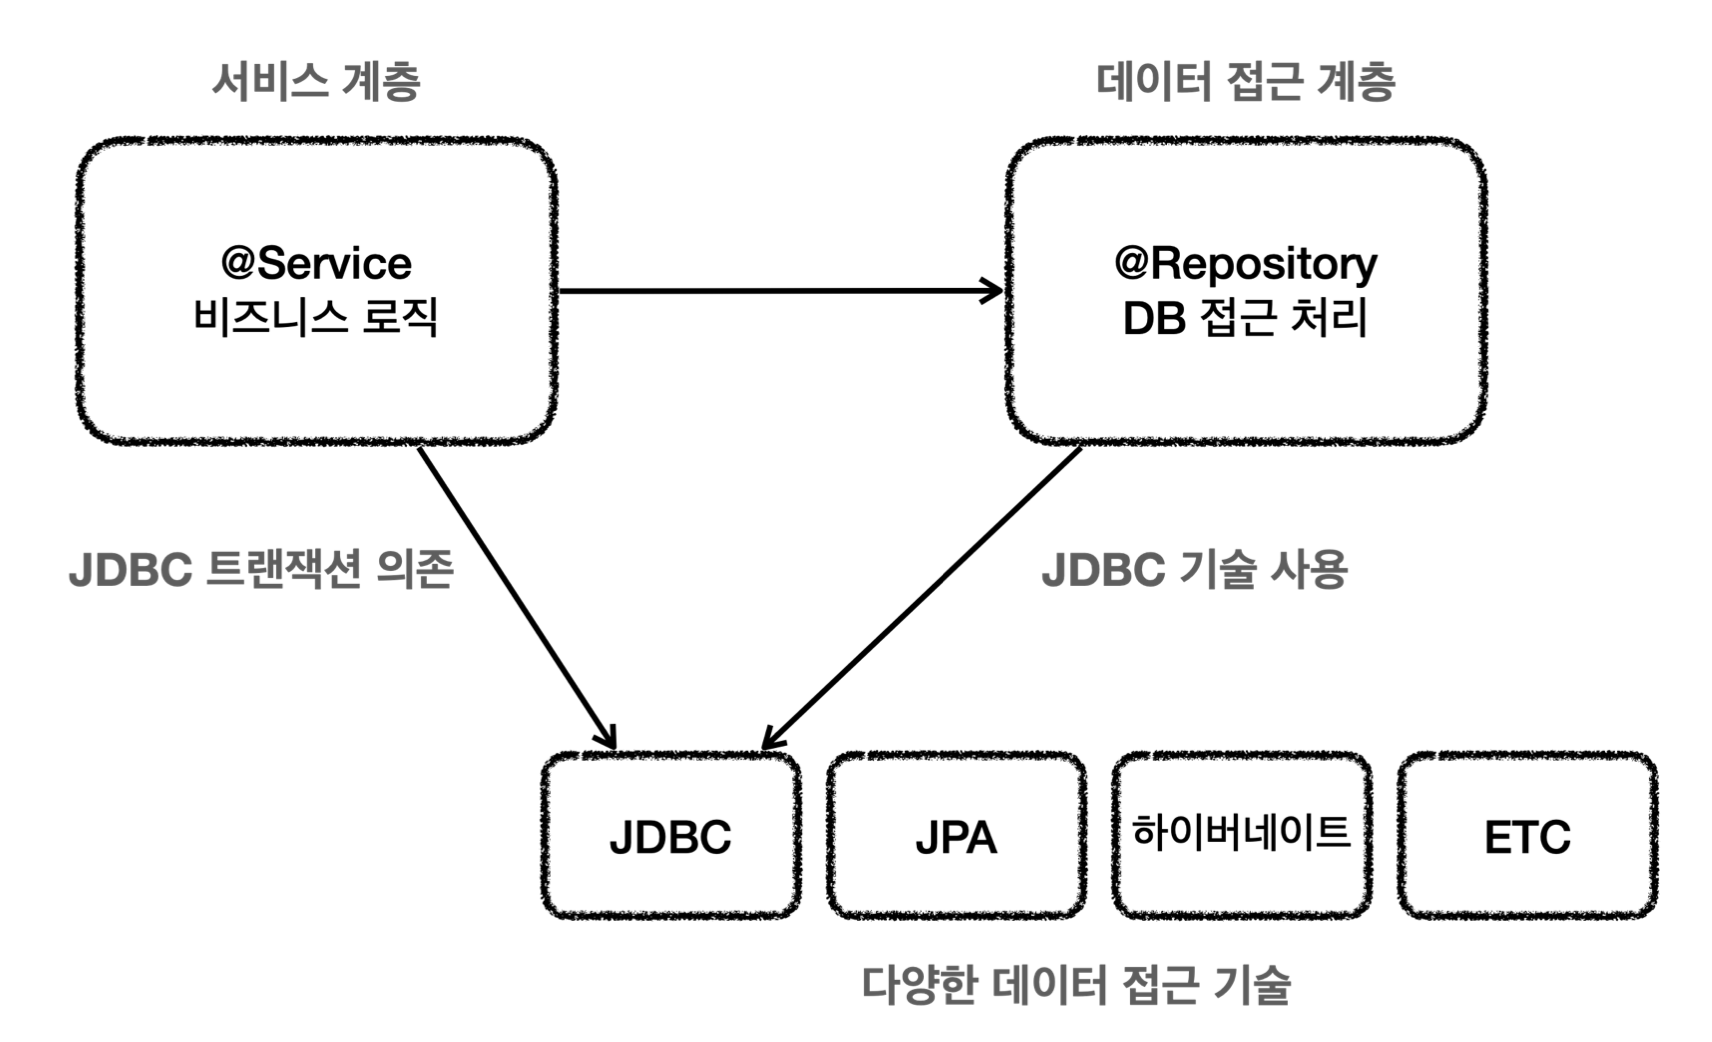 서비스 계층
데이터 접근 계층
@Service
비즈니스 로직
@Repository
DB 접근 처리
JDBC 트랜잭션 의존
JDBC 기술 사용
JDBC
JPA
하이버네이트
ETC
다양한 데이터 접근 기술